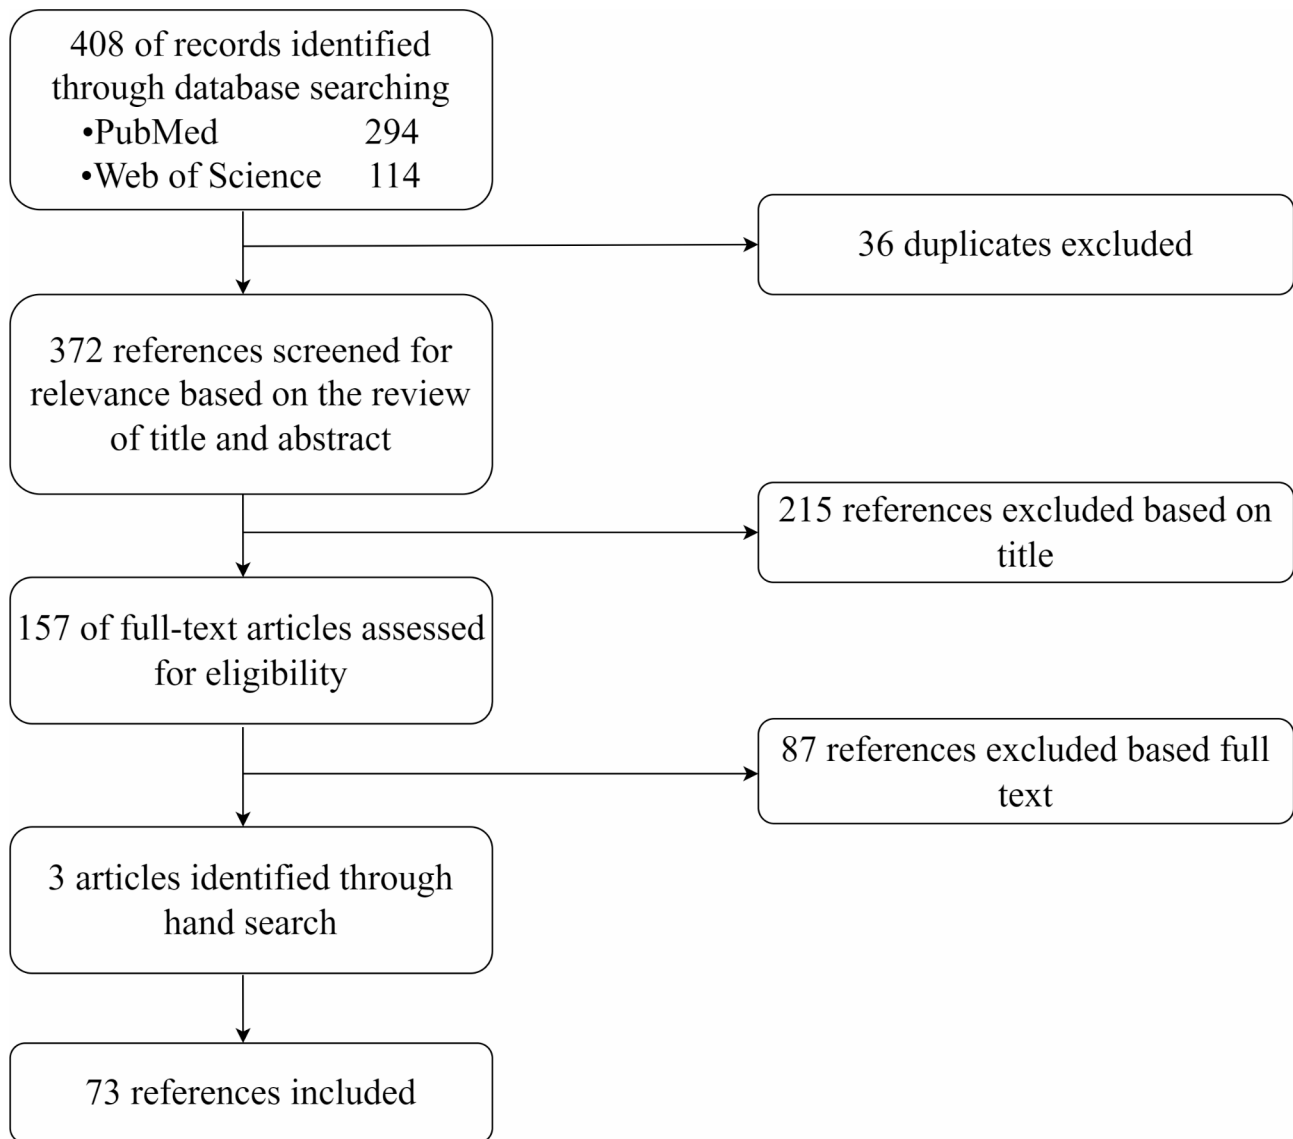 408 of records identified
through database searching
•PubMed 294
•Web of Science 114
36 duplicates excluded
372 references screened for
relevance based on the review
of title and abstract
215 references excluded based on
title
157 of full-text articles assessed
for eligibility
87 references excluded based full
text
3 articles identified through
hand search
73 references included